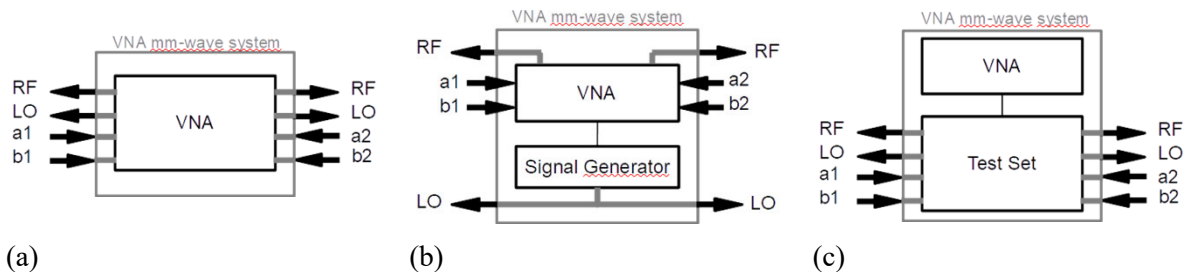 VNA mm-wave system
RF
LO
a1
b1
VNA
RF
LO
a2
b2
(a)
VNA mm-wave system
RF
RF
a1
b1
VNA
a2
b2
Signal Generator
LO
LO
(b)
VNA mm-wave system
VNA
RF
LO
a1
b1
Test Set
RF
LO
a2
b2
(c)